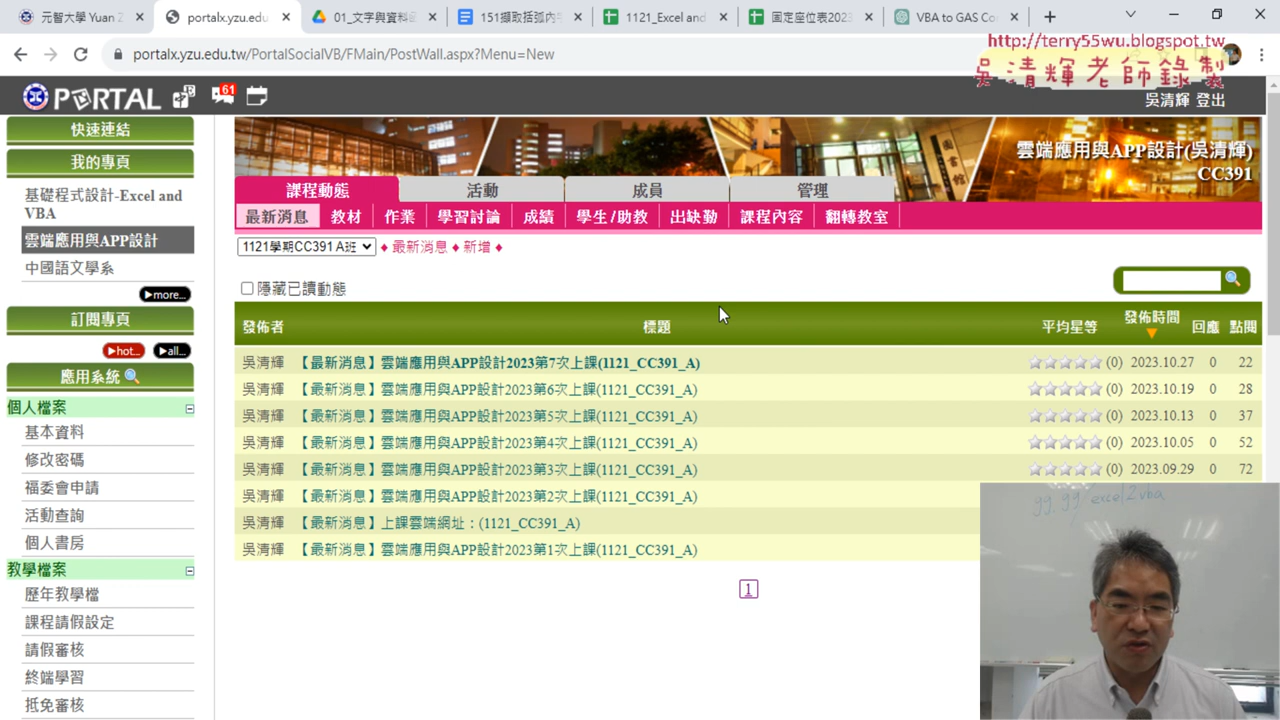 元智大學 Yuan Z
portalx.yzu.edu
01_文字與資料
151擷取括弧內
1121_Excel and
固定座位表2023
VBA to GAS Co
portalx.yzu.edu.tw/PortalSocialVB/FMain/PostWall.aspx?Menu=New
http://terry55wu.blogspot.tw
吳清輝老師錄製
PORTAL
61
吳清輝 登出
快速連結
我的專頁
基礎程式設計-Excel and
VBA
雲端應用與APP設計
中國語文學系
▶more...
訂閱專頁
▶hot...
▶all...
應用系統
個人檔案
基本資料
修改密碼
福委會申請
活動查詢
個人書房
教學檔案
歷年教學檔
課程請假設定
請假審核
終端學習
抵免審核
雲端應用與APP設計(吳清輝)
CC391
圖書館
課程動態
活動
成員
管理
最新消息
教材
作業
學習討論
成績
學生/助教
出缺勤
課程內容
翻轉教室
1121學期CC391 A班
♦ 最新消息 ♦ 新增 ♦
隱藏已讀動態
發佈者 標題 平均星等 發佈時間 回應 點閱
吳清輝 【最新消息】雲端應用與APP設計2023第7次上課(1121_CC391_A) (0) 2023.10.27 0 22
吳清輝 【最新消息】雲端應用與APP設計2023第6次上課(1121_CC391_A) (0) 2023.10.19 0 28
吳清輝 【最新消息】雲端應用與APP設計2023第5次上課(1121_CC391_A) (0) 2023.10.13 0 37
吳清輝 【最新消息】雲端應用與APP設計2023第4次上課(1121_CC391_A) (0) 2023.10.05 0 52
吳清輝 【最新消息】雲端應用與APP設計2023第3次上課(1121_CC391_A) (0) 2023.09.29 0 72
吳清輝 【最新消息】雲端應用與APP設計2023第2次上課(1121_CC391_A)
吳清輝 【最新消息】上課雲端網址：(1121_CC391_A)
吳清輝 【最新消息】雲端應用與APP設計2023第1次上課(1121_CC391_A)
1
gg.gg/excel2vba